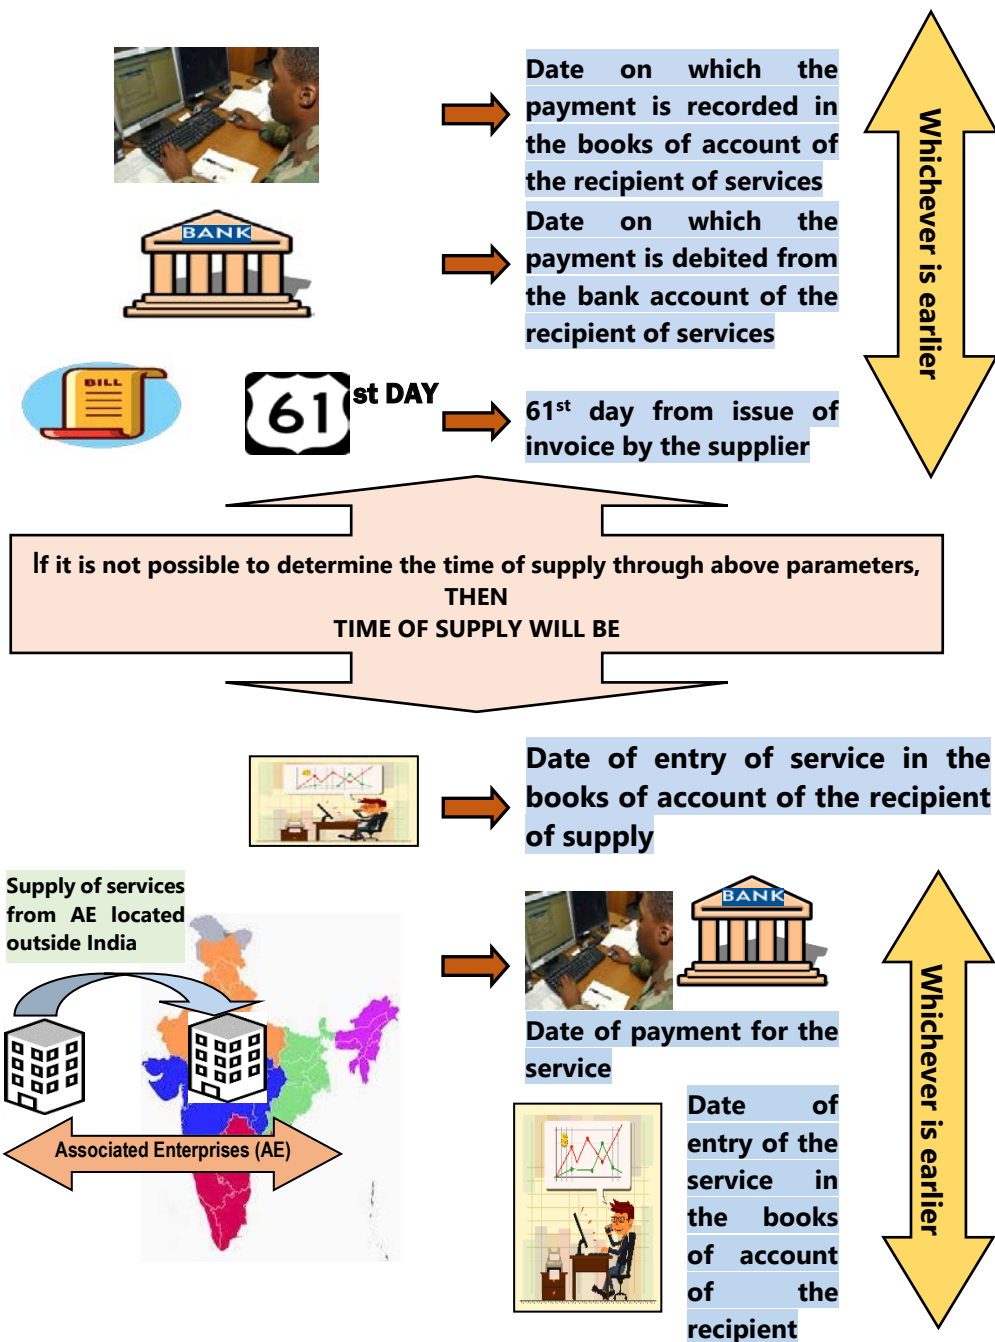 Date on which the
payment is recorded in
the books of account of
the recipient of services
BANK
Date on which the
payment is debited from
the bank account of the
recipient of services
Whichever is earlier
BILL
61
st DAY
61st day from issue of
invoice by the supplier
If it is not possible to determine the time of supply through above parameters,
THEN
TIME OF SUPPLY WILL BE
Date of entry of service in the
books of account of the recipient
of supply
Supply of services
from AE located
outside India
BANK
Date of payment for the
service
Associated Enterprises (AE)
Date of
entry of the
service in
the books
of account
of the
recipient
Whichever is earlier